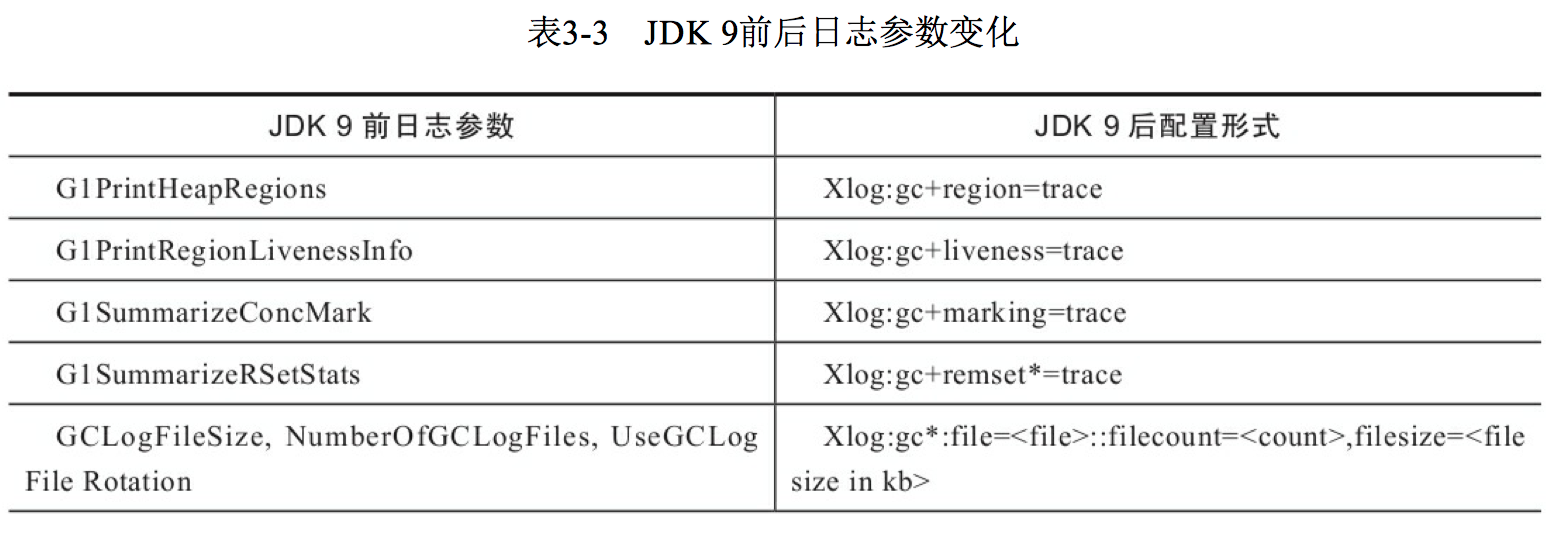 表3-3 JDK 9前后日志参数变化
JDK 9 前日志参数
JDK 9 后配置形式
G1PrintHeapRegions
Xlog:gc+region=trace
G1PrintRegionLivenessInfo
Xlog:gc+liveness=trace
G1SummarizeConcMark
Xlog:gc+marking=trace
G1SummarizeRSetStats
Xlog:gc+remset*=trace
GCLogFileSize, NumberOfGCLogFiles, UseGCLog
File Rotation
Xlog:gc*:file=<file>::filecount=<count>,filesize=<file
size in kb>